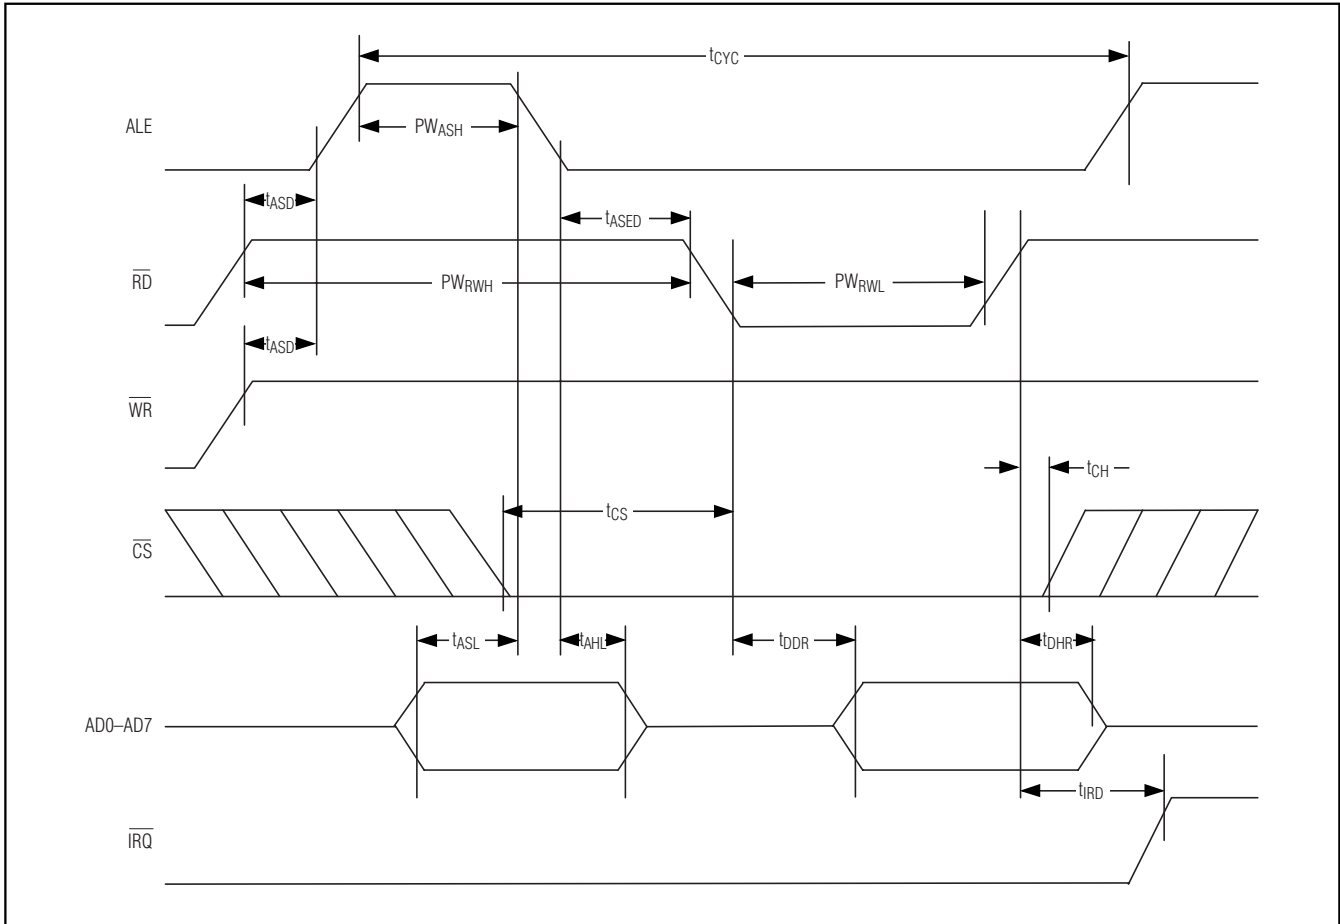 tCYC
ALE
PWASH
tASD
tASED
RD
PWRWH
PWRWL
tASD
WR
tCH
tCS
CS
tASL
tAHL
tDDR
tDHR
AD0–AD7
tIRD
IRQ